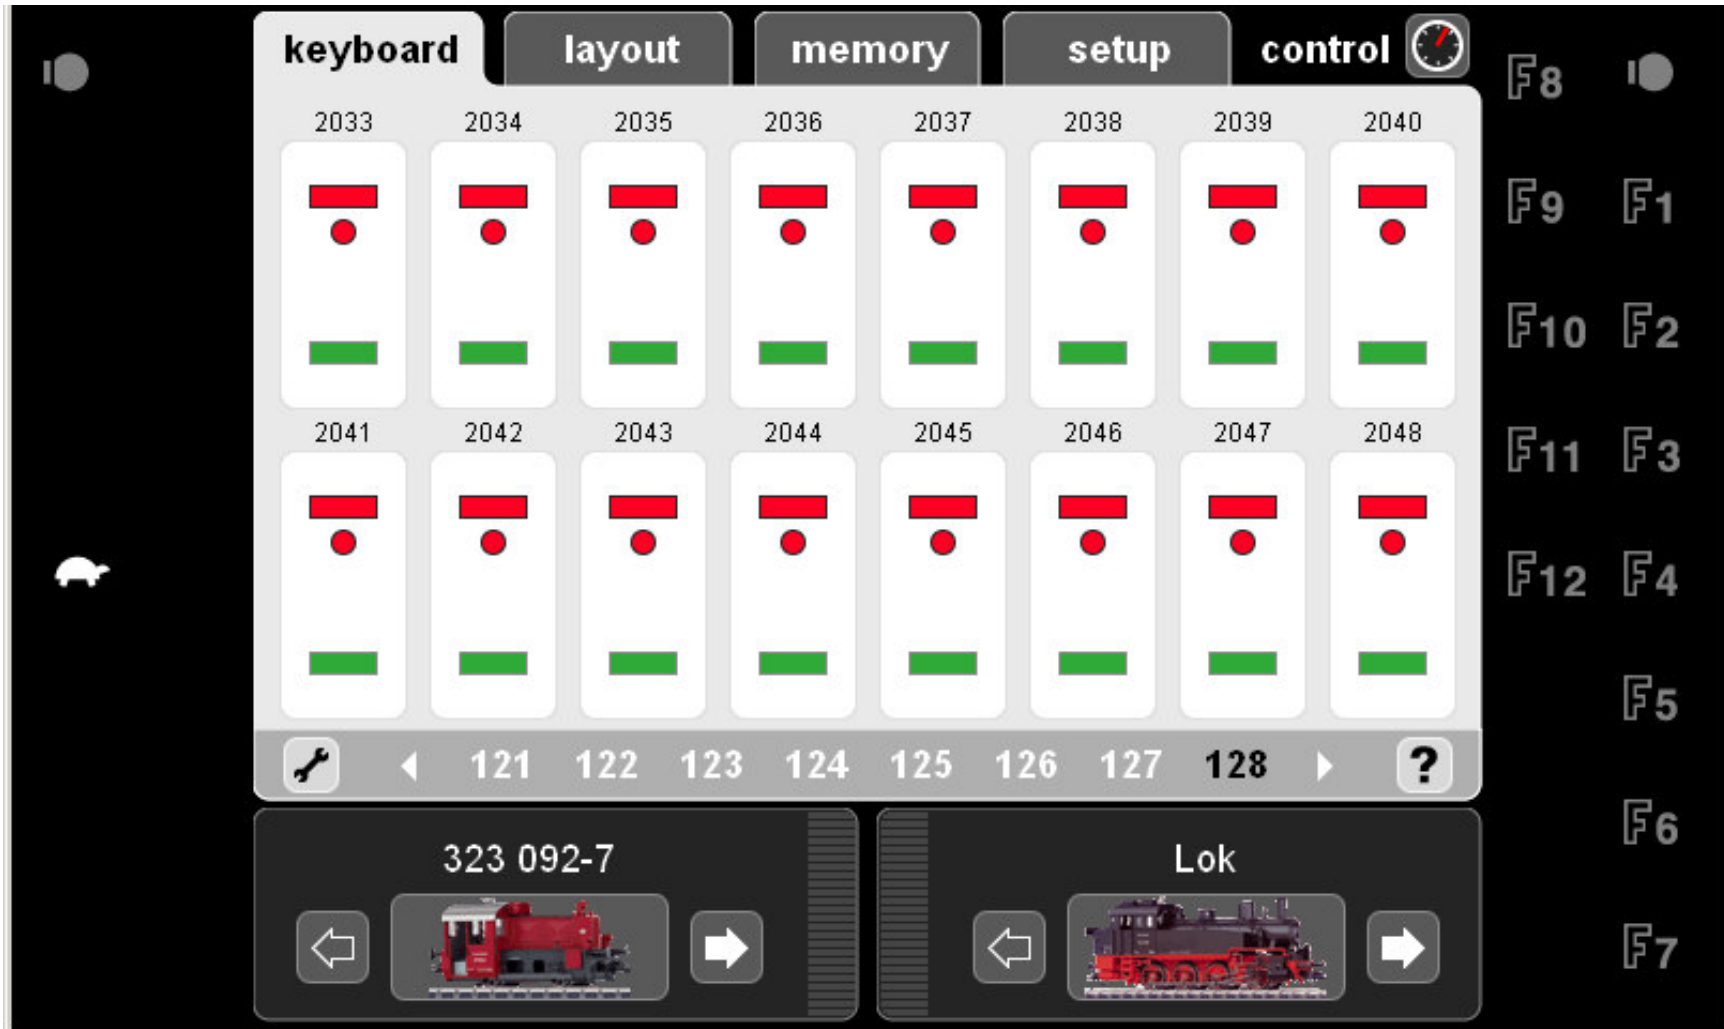 keyboard layout memory setup control
F8
2033 2034 2035 2036 2037 2038 2039 2040
F9 F1
F10 F2
2041 2042 2043 2044 2045 2046 2047 2048
F11 F3
F12 F4
F5
121 122 123 124 125 126 127 128 ?
F6
323 092-7 Lok
F7